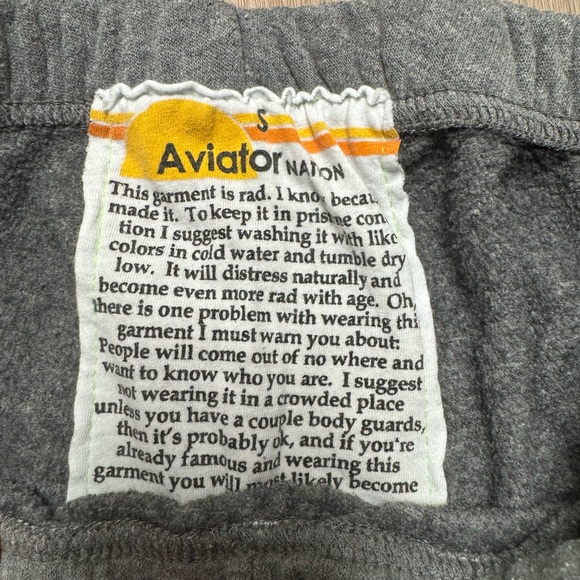 S
Aviator NATION
This garment is rad. I know becau
made it. To keep it in pristine con
tion I suggest washing it with like
colors in cold water and tumble dry
low. It will distress naturally and
become even more rad with age. Oh,
there is one problem with wearing thi
garment I must warn you about:
People will come out of no where and
want to know who you are. I suggest
not wearing it in a crowded place
unless you have a couple body guards,
then it's probably ok, and if you're
already famous and wearing this
garment you will most likely become